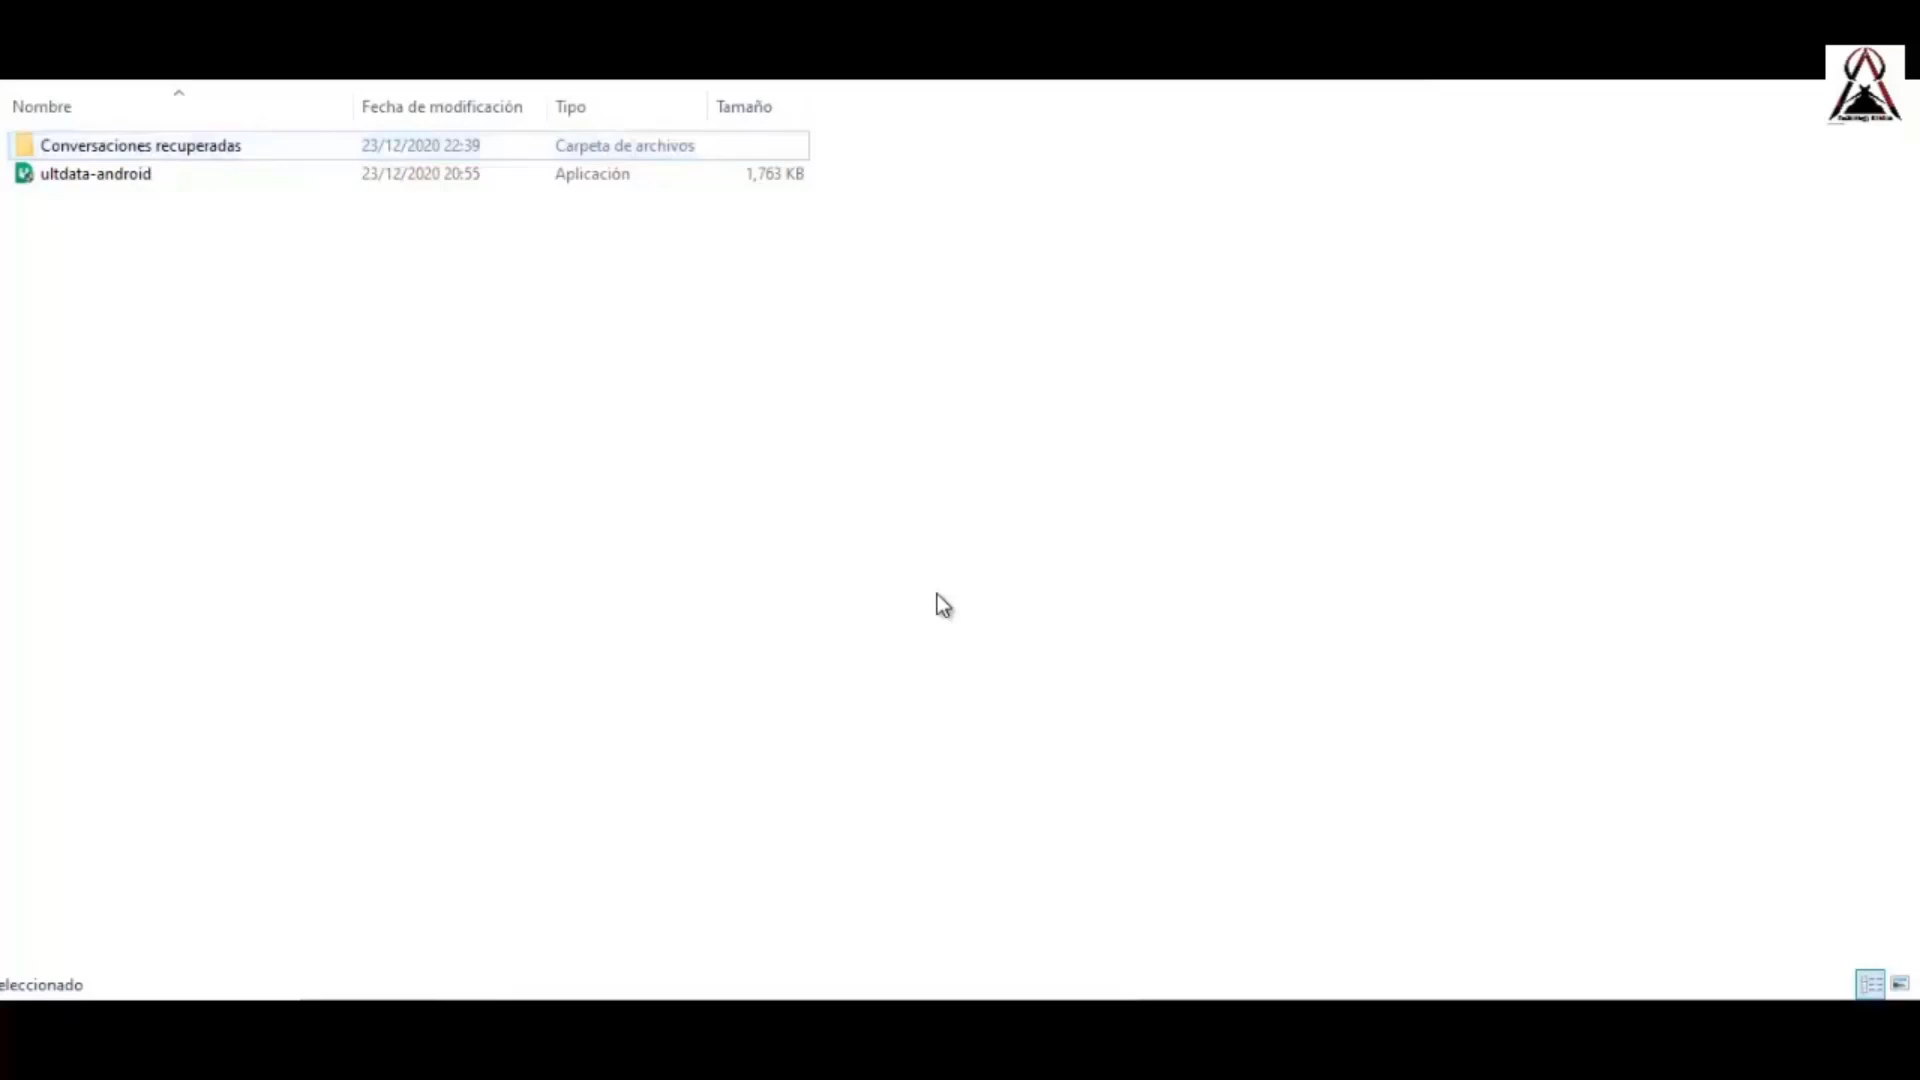 Nombre Fecha de modificación Tipo Tamaño
Conversaciones recuperadas 23/12/2020 22:39 Carpeta de archivos
ultdata-android 23/12/2020 20:55 Aplicación 1,763 KB
eleccionado